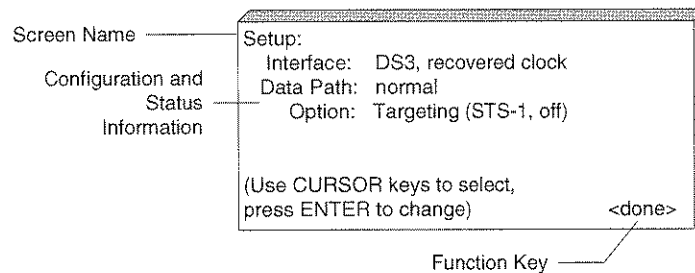 Screen Name
Setup:
Interface: DS3, recovered clock
Configuration and
Status
Information
Data Path: normal
Option: Targeting (STS-1, off)
(Use CURSOR keys to select,
press ENTER to change)
<done>
Function Key